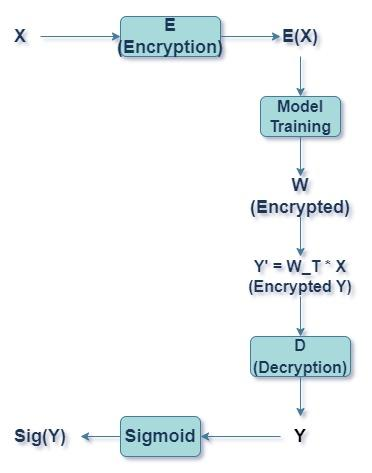 X
E
(Encryption)
E(X)
Model
Training
W
(Encrypted)
Y' = W_T * X
(Encrypted Y)
D
(Decryption)
Sig(Y)
Sigmoid
Y